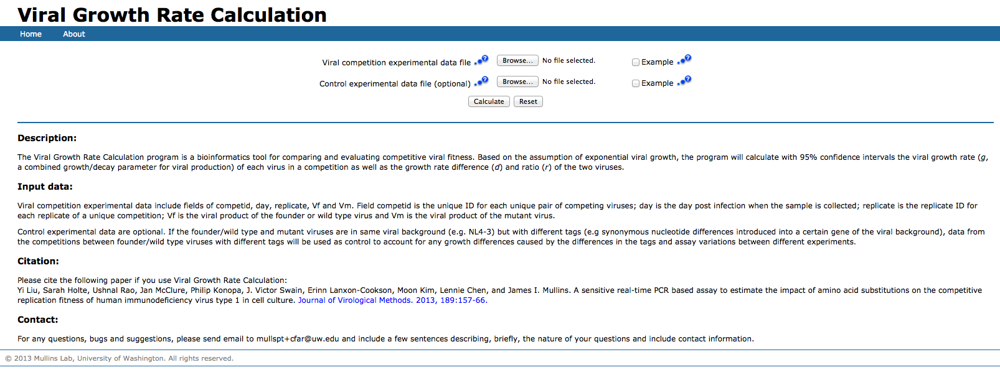 Viral Growth Rate Calculation
Home About
Viral competition experimental data file ? Browse... No file selected. Example ?
Control experimental data file (optional) ? Browse... No file selected. Example ?
Calculate Reset
Description:
The Viral Growth Rate Calculation program is a bioinformatics tool for comparing and evaluating competitive viral fitness. Based on the assumption of exponential viral growth, the program will calculate with 95% confidence intervals the viral growth rate (g,
a combined growth/decay parameter for viral production) of each virus in a competition as well as the growth rate difference (d) and ratio (r) of the two viruses.
Input data:
Viral competition experimental data include fields of competid, day, replicate, Vf and Vm. Field competid is the unique ID for each unique pair of competing viruses; day is the day post infection when the sample is collected; replicate is the replicate ID for
each replicate of a unique competition; Vf is the viral product of the founder or wild type virus and Vm is the viral product of the mutant virus.
Control experimental data are optional. If the founder/wild type and mutant viruses are in same viral background (e.g. NL4-3) but with different tags (e.g synonymous nucleotide differences introduced into a certain gene of the viral background), data from
the competitions between founder/wild type viruses with different tags will be used as control to account for any growth differences caused by the differences in the tags and assay variations between different experiments.
Citation:
Please cite the following paper if you use Viral Growth Rate Calculation:
Yi Liu, Sarah Holte, Ushnal Rao, Jan McClure, Philip Konopa, J. Victor Swain, Erinn Lanxon-Cookson, Moon Kim, Lennie Chen, and James I. Mullins. A sensitive real-time PCR based assay to estimate the impact of amino acid substitutions on the competitive
replication fitness of human immunodeficiency virus type 1 in cell culture. Journal of Virological Methods. 2013, 189:157-66.
Contact:
For any questions, bugs and suggestions, please send email to mullspt+cfar@uw.edu and include a few sentences describing, briefly, the nature of your questions and include contact information.
© 2013 Mullins Lab, University of Washington. All rights reserved.